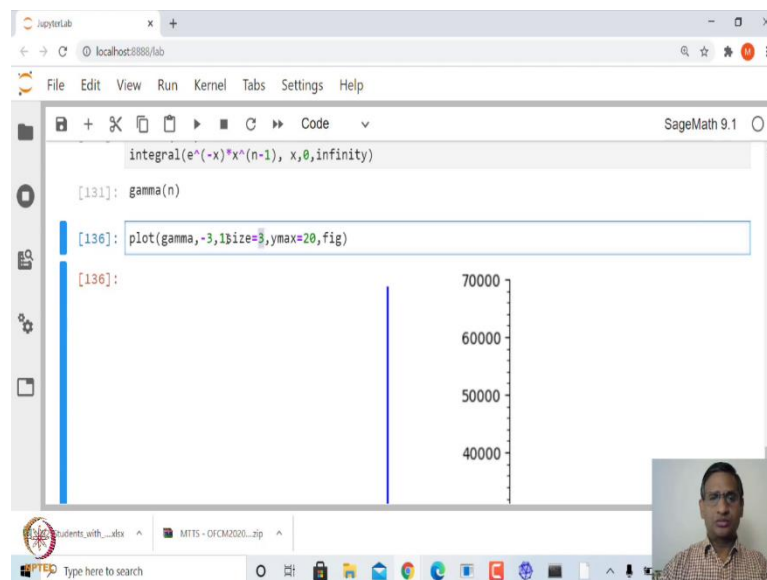 JupyterLab
localhost:8888/lab
M
File Edit View Run Kernel Tabs Settings Help
Code SageMath 9.1
integral(e^(-x)*x^(n-1), x,0,infinity)
[131]: gamma(n)
[136]: plot(gamma,-3,1size=3,ymax=20,fig)
[136]:
70000
60000
50000
40000
Students_with_....xlsx MTTS - OFCM2020....zip
NPTEL Type here to search